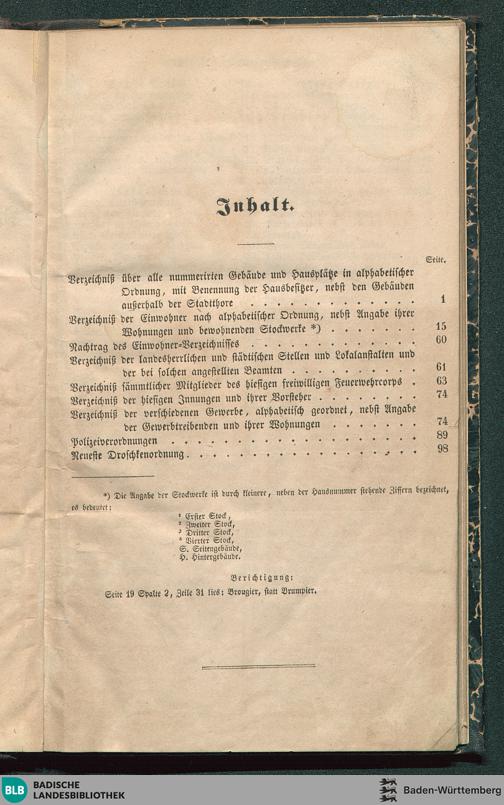 Inhalt.
Seite.
Verzeichniß über alle nummerirten Gebäude und Hausplätze in alphabetischer
Ordnung, mit Benennung der Hausbesitzer, nebst den Gebäuden
außerhalb der Stadtthore . . . . . . . . . . . . . 1
Verzeichniß der Einwohner nach alphabetischer Ordnung, nebst Angabe ihrer
Wohnungen und bewohnenden Stockwerke *) . . . . . . . 15
Nachtrag des Einwohner-Verzeichnisses . . . . . . . . . . . . . 60
Verzeichniß der landesherrlichen und städtischen Stellen und Lokalanstalten und
der bei solchen angestellten Beamten . . . . . . . . . . 61
Verzeichniß sämmtlicher Mitglieder des hiesigen freiwilligen Feuerwehrcorps . 63
Verzeichniß der hiesigen Innungen und ihrer Vorsteher . . . . . . . . 74
Verzeichniß der verschiedenen Gewerbe, alphabetisch geordnet, nebst Angabe
der Gewerbtreibenden und ihrer Wohnungen . . . . . . . 74
Polizeiverordnungen . . . . . . . . . . . . . . . . . . . 89
Neueste Droschkenordnung . . . . . . . . . . . . . . . . . . 98
*) Die Angabe der Stockwerke ist durch kleinere, neben der Hausnummer stehende Ziffern bezeichnet,
es bedeutet:
¹ Erster Stock,
² Zweiter Stock,
³ Dritter Stock,
⁴ Vierter Stock,
S. Seitengebäude,
H. Hintergebäude.
Berichtigung:
Seite 19 Spalte 2, Zeile 31 lies: Brougier, statt Brumpier.
BLB BADISCHE
LANDESBIBLIOTHEK
Baden-Württemberg